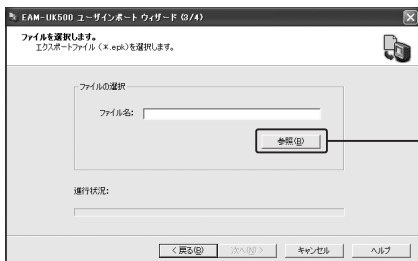 EAM-UK500 ユーザインポート ウィザード (3/4)
ファイルを選択します。
エクスポートファイル (*.epk)を選択します。
ファイルの選択
ファイル名:
参照(B)
進行状況:
< 戻る(B)
次へ(N) >
キャンセル
ヘルプ